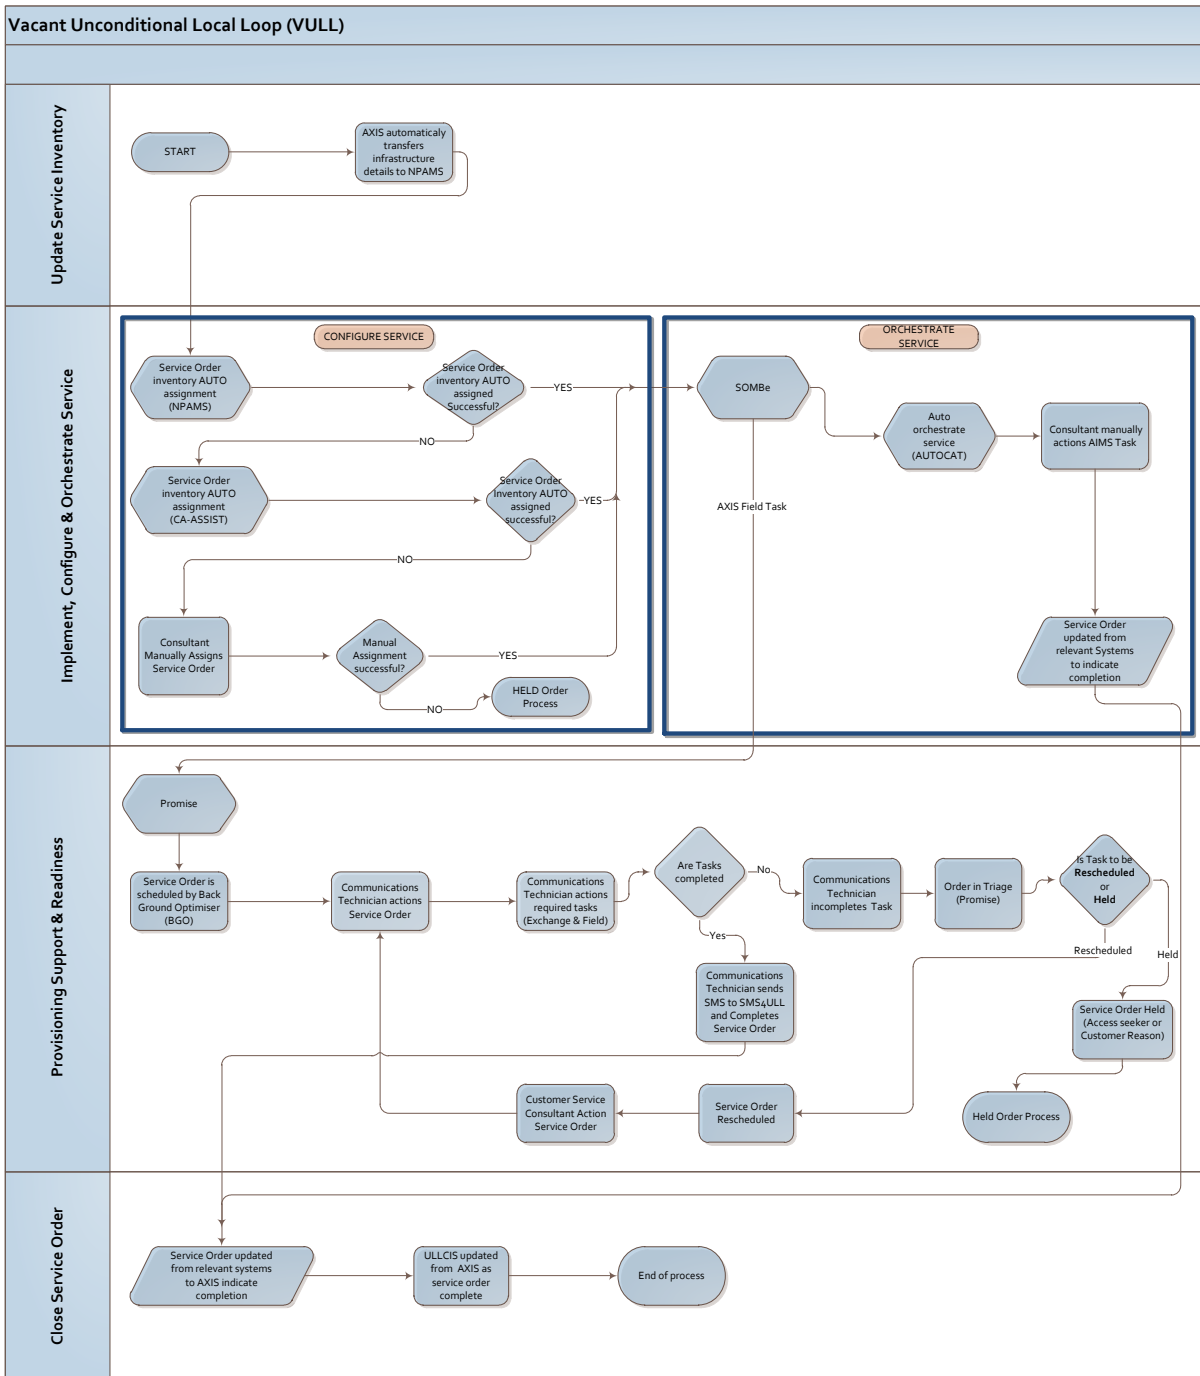 Vacant Unconditional Local Loop (VULL)
Update Service Inventory
START
AXIS automaticaly
transfers
infrastructure
details to NPAMS
Implement, Configure & Orchestrate Service
CONFIGURE SERVICE
Service Order
inventory AUTO
assignment
(NPAMS)
Service Order
inventory AUTO
assigned
Successful?
YES
NO
Service Order
inventory AUTO
assignment
(CA-ASSIST)
Service Order
Inventory AUTO
assigned
successful?
YES
NO
Consultant
Manually Assigns
Service Order
Manual
Assignment
successful?
YES
NO
HELD Order
Process
ORCHESTRATE
SERVICE
SOMBe
Auto
orchestrate
service
(AUTOCAT)
Consultant manually
actions AIMS Task
AXIS Field Task
Service Order
updated from
relevant Systems
to indicate
completion
Provisioning Support & Readiness
Promise
Service Order is
scheduled by Back
Ground Optimiser
(BGO)
Communications
Technician actions
Service Order
Communications
Technician actions
required tasks
(Exchange & Field)
Are Tasks
completed
No
Yes
Communications
Technician
incompletes Task
Order in Triage
(Promise)
Is Task to be
Rescheduled
or
Held
Rescheduled
Held
Communications
Technician sends
SMS to SMS4ULL
and Completes
Service Order
Service Order Held
(Access seeker or
Customer Reason)
Customer Service
Consultant Action
Service Order
Service Order
Rescheduled
Held Order Process
Close Service Order
Service Order updated
from relevant systems
to AXIS indicate
completion
ULLCIS updated
from AXIS as
service order
complete
End of process